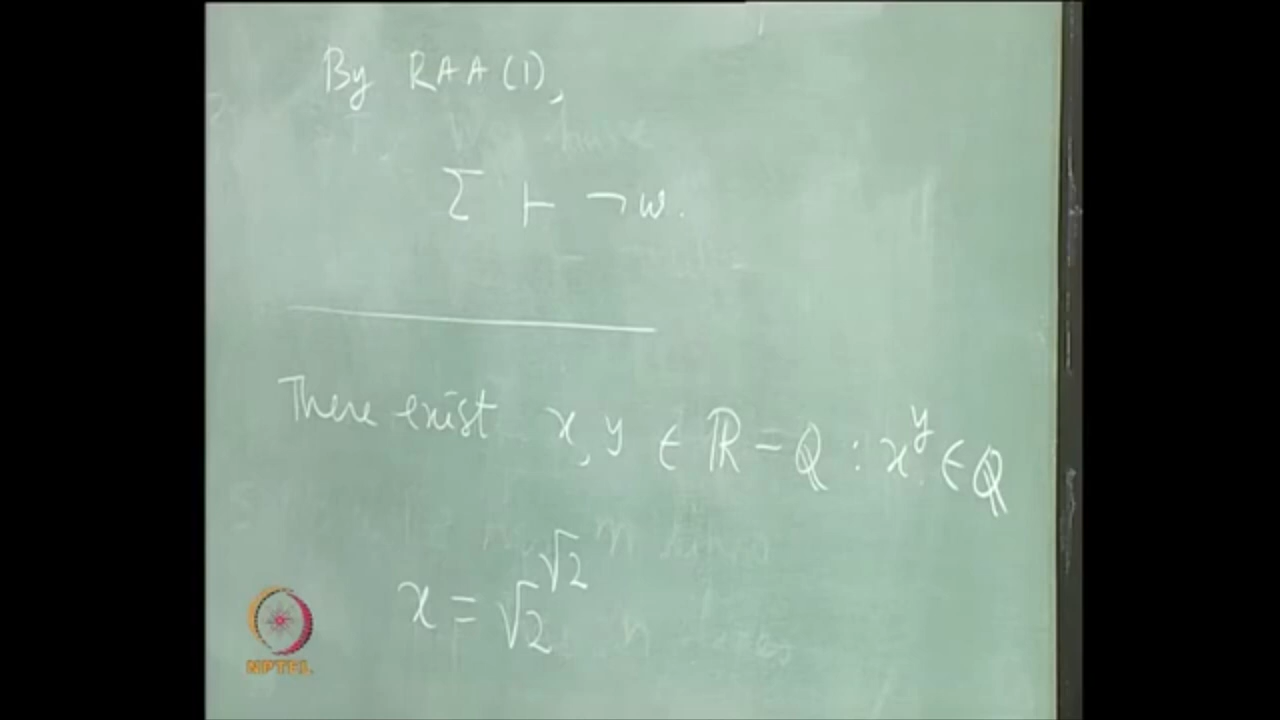 By RAA(1),
Σ ⊢ ¬w.
There exist x, y ∈ ℝ - ℚ : x^y ∈ ℚ
x = √2^√2
NPTEL